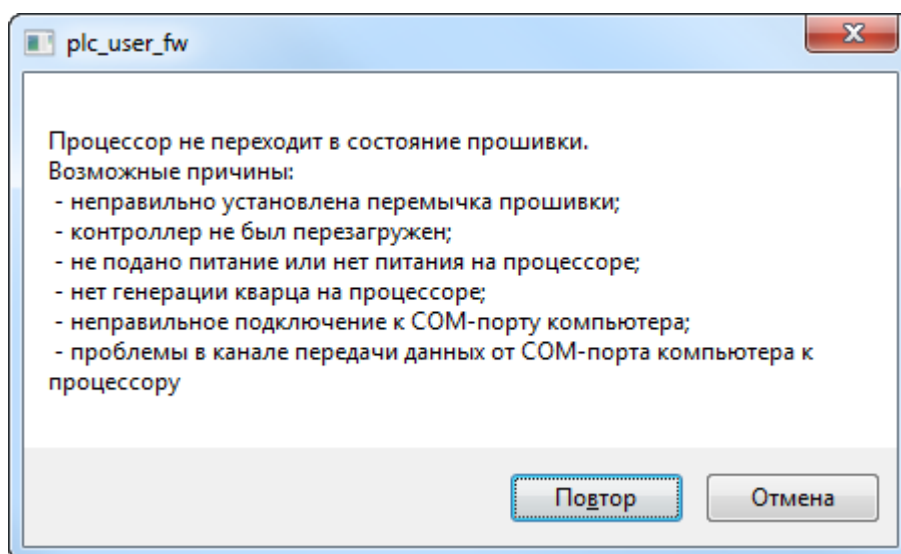 plc_user_fw
Процессор не переходит в состояние прошивки.
Возможные причины:
- неправильно установлена перемычка прошивки;
- контроллер не был перезагружен;
- не подано питание или нет питания на процессоре;
- нет генерации кварца на процессоре;
- неправильное подключение к COM-порту компьютера;
- проблемы в канале передачи данных от COM-порта компьютера к
процессору
Повтор
Отмена